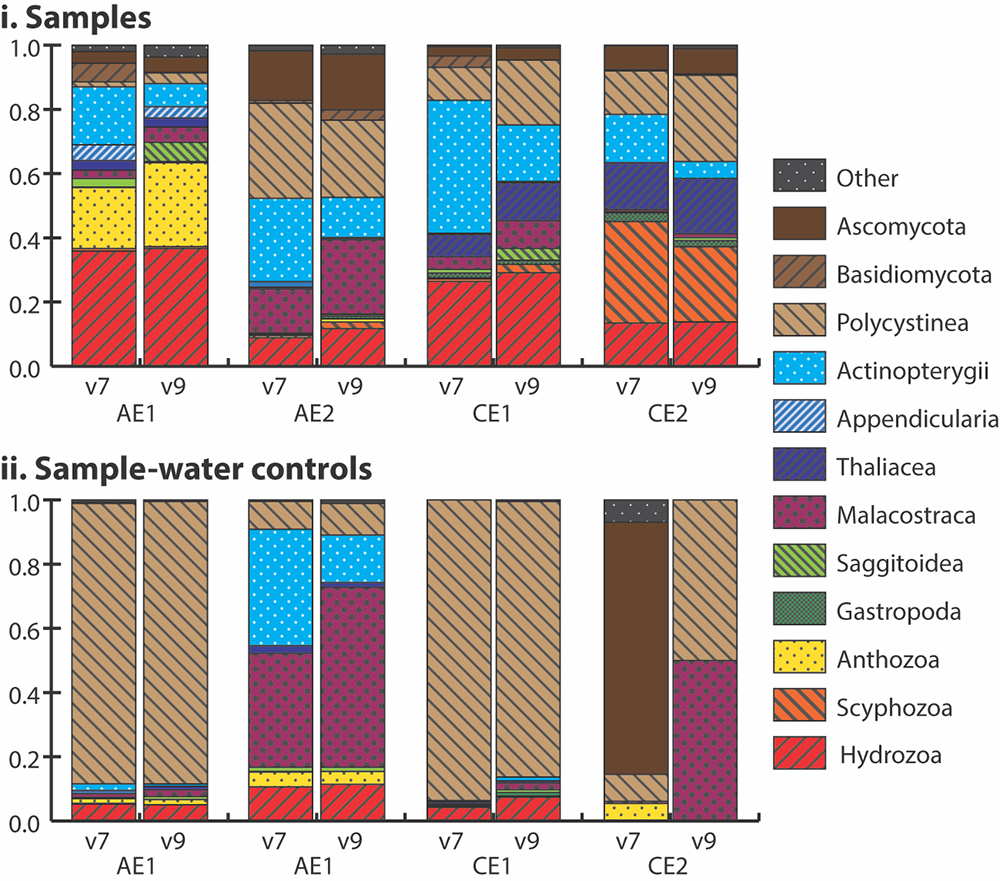 i. Samples
1.0
0.8
0.6
0.4
0.2
0.0
v7 v9 v7 v9 v7 v9 v7 v9
AE1 AE2 CE1 CE2
ii. Sample-water controls
1.0
0.8
0.6
0.4
0.2
0.0
v7 v9 v7 v9 v7 v9 v7 v9
AE1 AE1 CE1 CE2
Other
Ascomycota
Basidiomycota
Polycystinea
Actinopterygii
Appendicularia
Thaliacea
Malacostraca
Saggitoidea
Gastropoda
Anthozoa
Scyphozoa
Hydrozoa